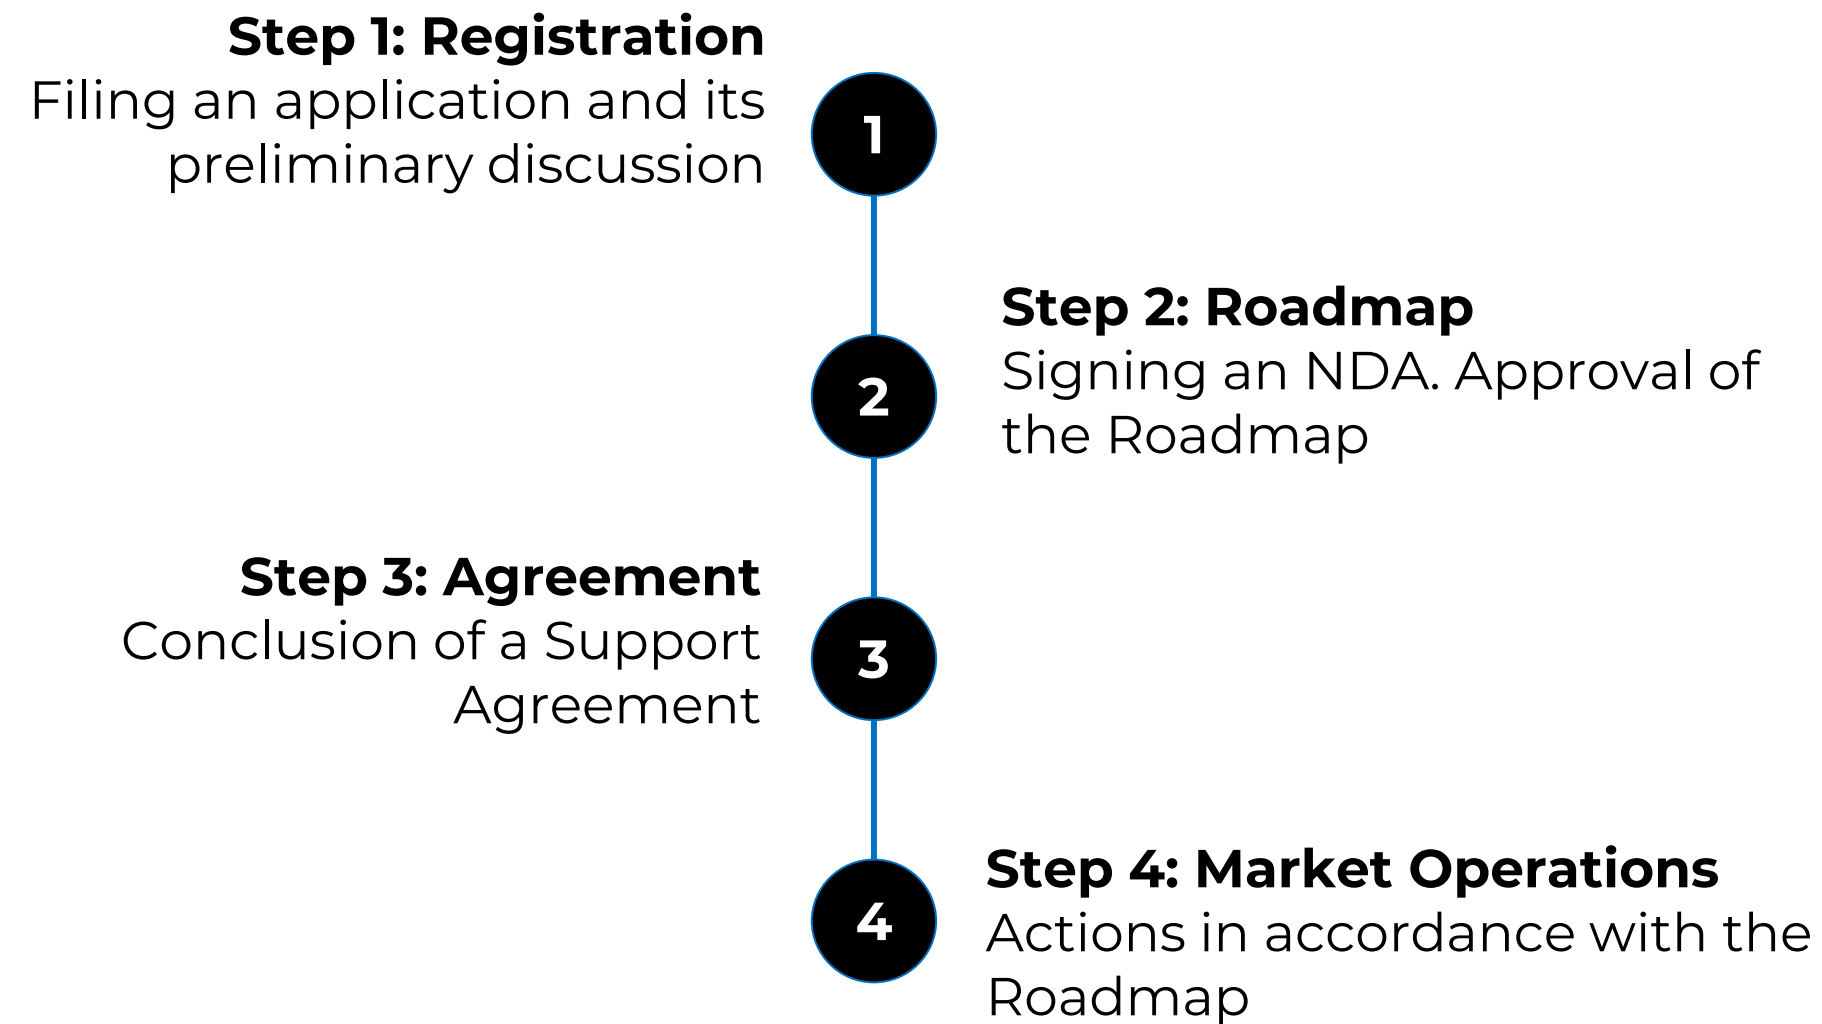 Step 1: Registration
Filing an application and its
preliminary discussion
1
Step 2: Roadmap
Signing an NDA. Approval of
the Roadmap
2
Step 3: Agreement
Conclusion of a Support
Agreement
3
Step 4: Market Operations
Actions in accordance with the
Roadmap
4